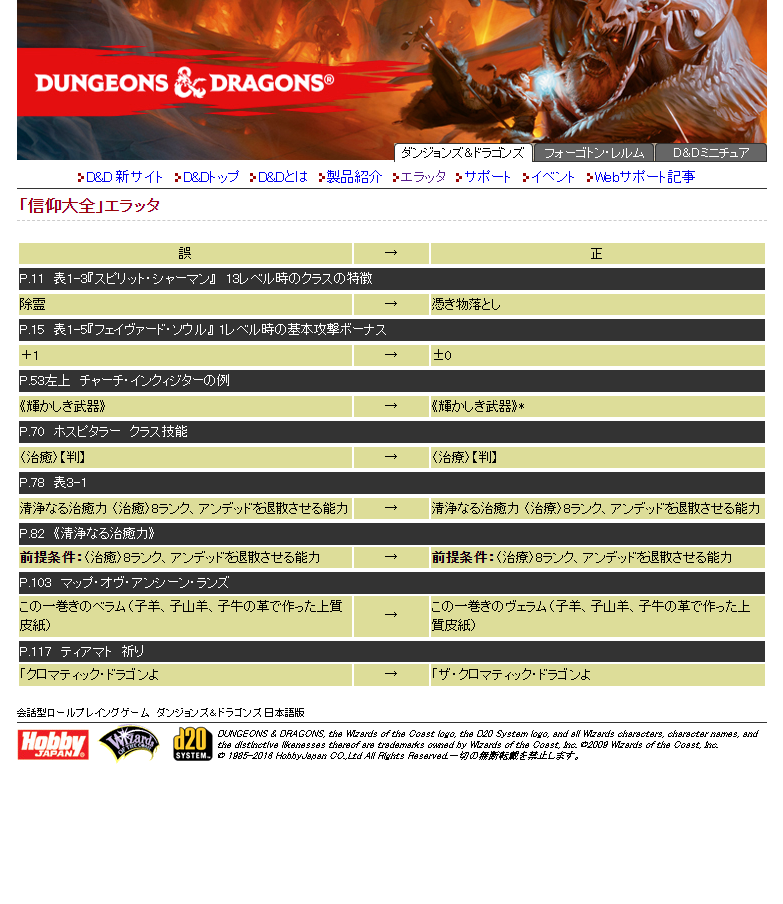 DUNGEONS & DRAGONS®
ダンジョンズ&ドラゴンズ フォーゴトン・レルム D&Dミニチュア
D&D 新サイト D&Dトップ D&Dとは 製品紹介 エラッタ サポート イベント Webサポート記事
「信仰大全」エラッタ
誤 → 正
P.11 表1-3『スピリット・シャーマン』 13レベル時のクラスの特徴
除霊 → 憑き物落とし
P.15 表1-5『フェイヴァード・ソウル』 1レベル時の基本攻撃ボーナス
+1 → ±0
P.53左上 チャーチ・インクィジターの例
《輝かしき武器》 → 《輝かしき武器》*
P.70 ホスピタラー クラス技能
〈治癒〉【判】 → 〈治療〉【判】
P.78 表3-1
清浄なる治癒力 〈治癒〉8ランク、アンデッドを退散させる能力 → 清浄なる治癒力 〈治療〉8ランク、アンデッドを退散させる能力
P.82 《清浄なる治癒力》
前提条件:〈治癒〉8ランク、アンデッドを退散させる能力 → 前提条件:〈治療〉8ランク、アンデッドを退散させる能力
P.103 マップ・オヴ・アンシーン・ランズ
この一巻きのベラム(子羊、子山羊、子牛の革で作った上質
皮紙) → この一巻きのヴェラム(子羊、子山羊、子牛の革で作った上
質皮紙)
P.117 ティアマト 祈り
「クロマティック・ドラゴンよ → 「ザ・クロマティック・ドラゴンよ
会話型ロールプレイングゲーム ダンジョンズ&ドラゴンズ日本語版
Hobby
JAPAN
Wizards
OF THE COAST
d20
SYSTEM
DUNGEONS & DRAGONS, the Wizards of the Coast logo, the D20 System logo, and all Wizards characters, character names, and
the distinctive likenesses thereof are trademarks owned by Wizards of the Coast, Inc. ©2009 Wizards of the Coast, Inc.
© 1995-2016 HobbyJapan CO.,Ltd All Rights Reserved.一切の無断転載を禁止します。